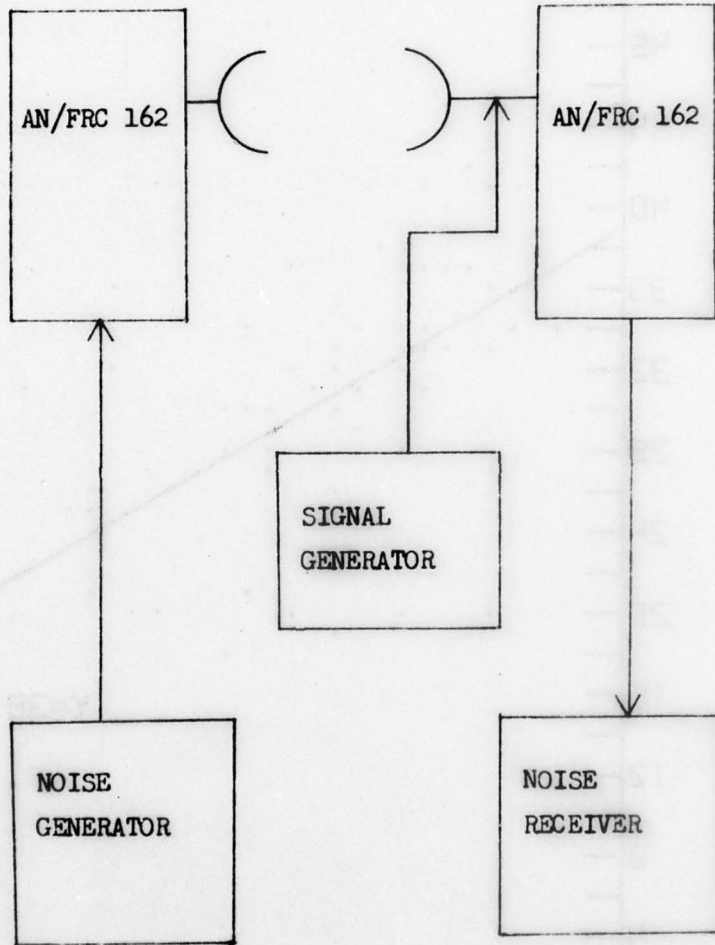 AN/FRC 162
AN/FRC 162
SIGNAL
GENERATOR
NOISE
GENERATOR
NOISE
RECEIVER